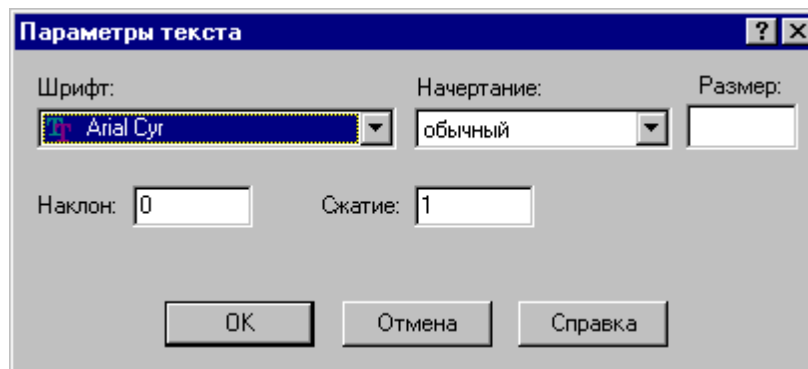 Параметры текста
Шрифт: Начертание: Размер:
Arial Cyr обычный
Наклон: 0 Сжатие: 1
OK Отмена Справка